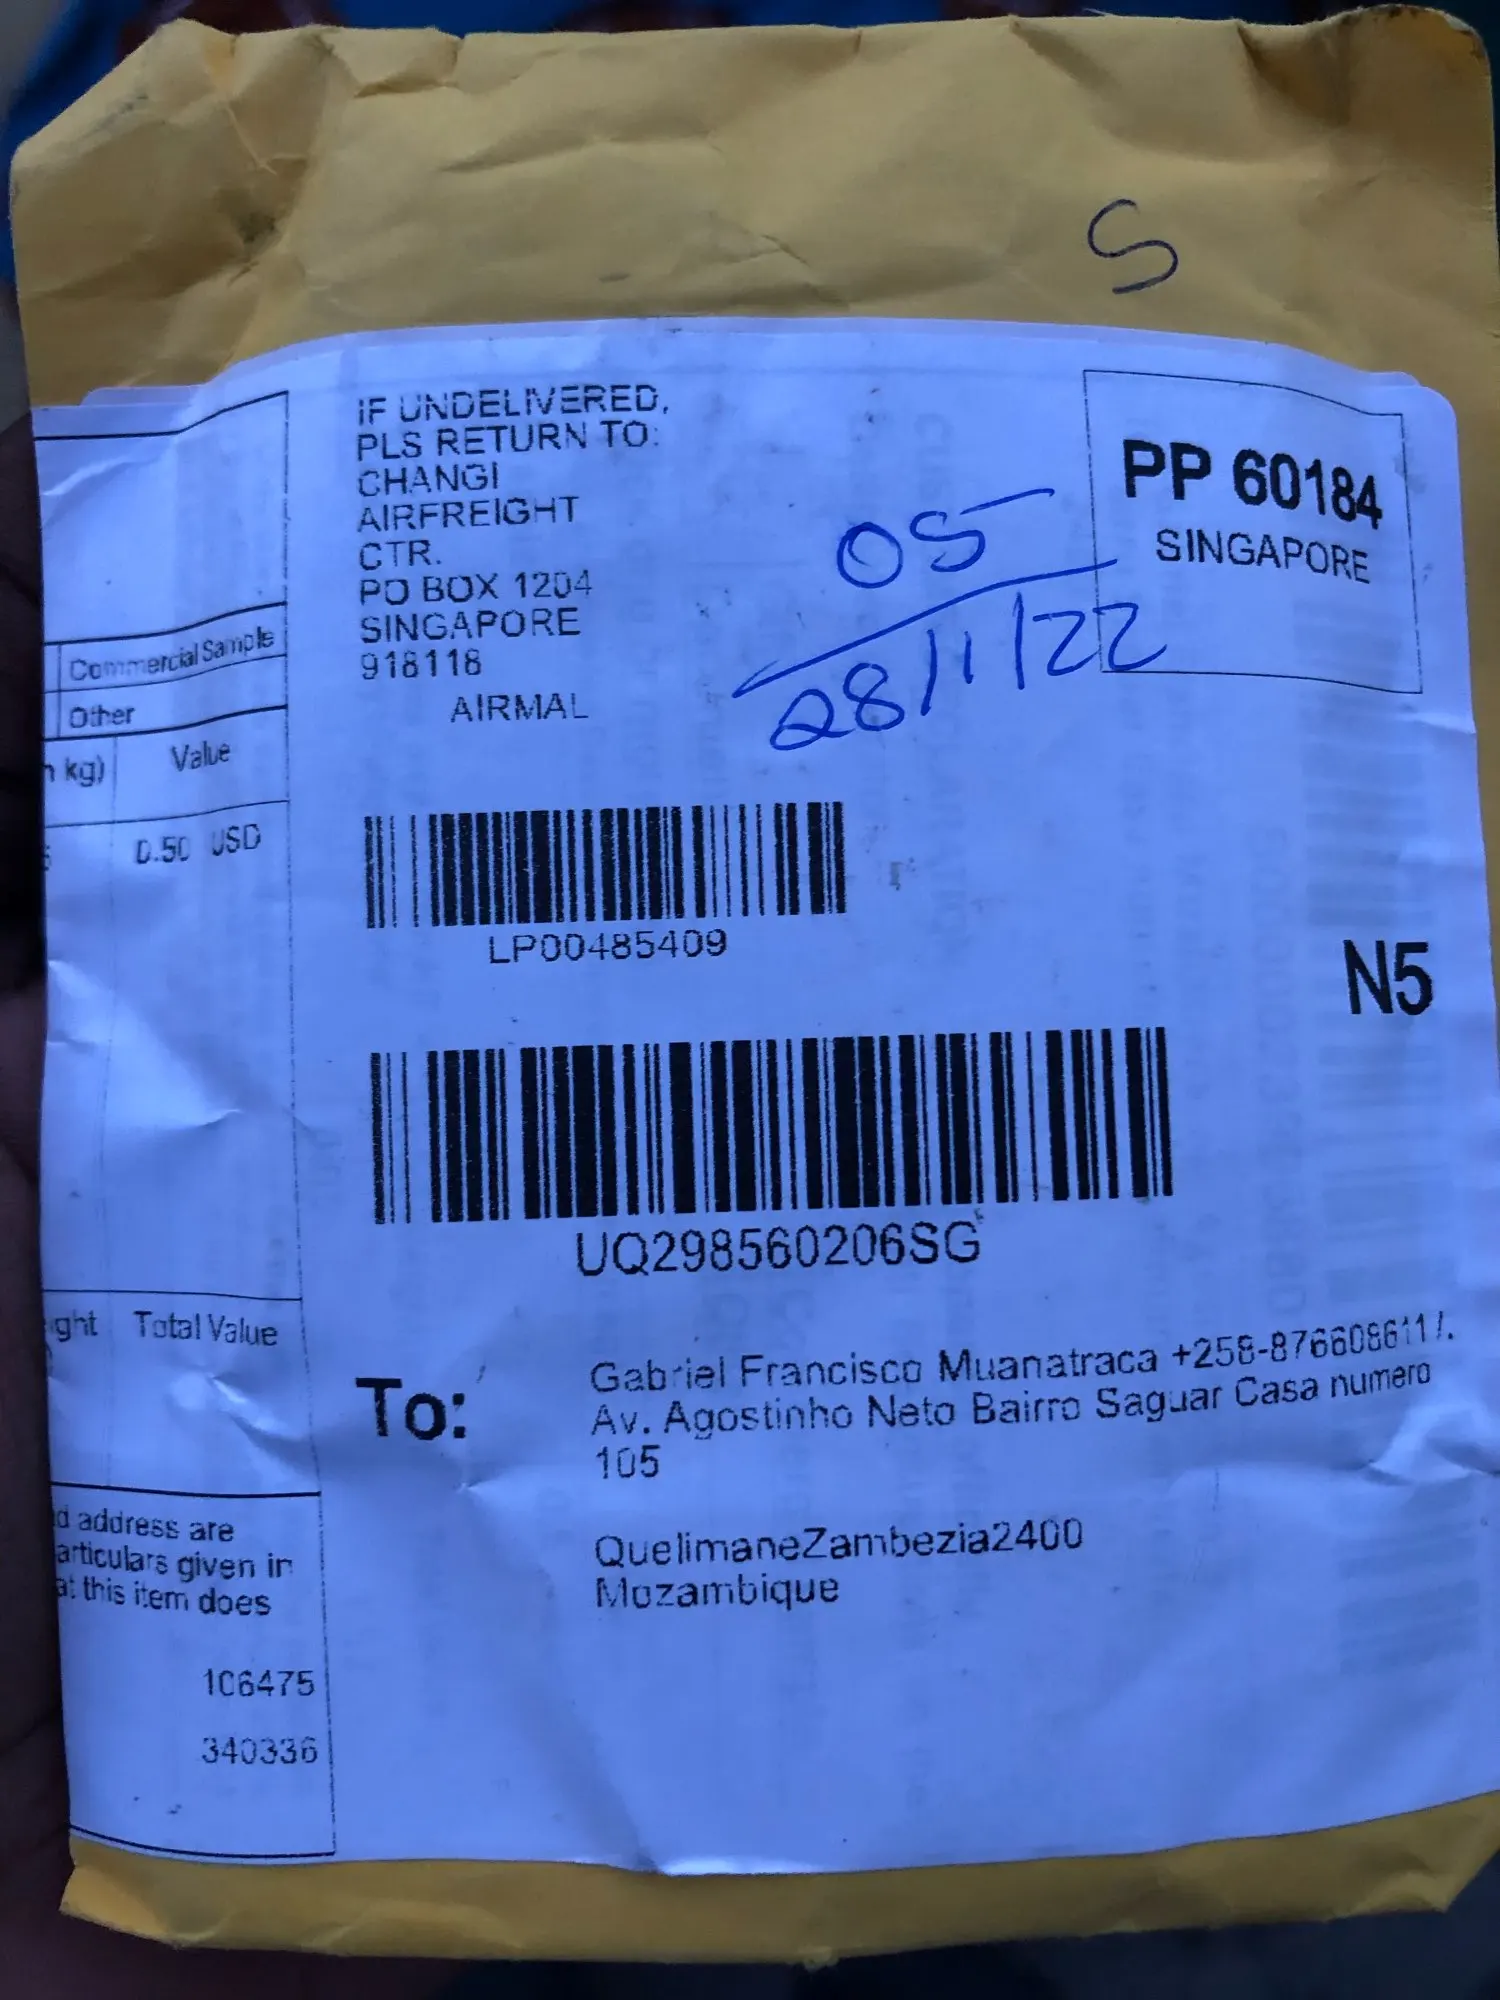 S
IF UNDELIVERED,
PLS RETURN TO:
CHANGI
AIRFREIGHT
CTR.
PO BOX 1204
SINGAPORE
918118
AIRMAL
PP 60184
SINGAPORE
05
28/1/22
Commercial Sample
Other
kg) Value
0.50 USD
LP00485409
N5
UQ298560206SG
ght Total Value
To:
Gabriel Francisco Muanatraca +258-876608611/.
Av. Agostinho Neto Bairro Saguar Casa numero
105
QuelimaneZambezia2400
Mozambique
d address are
articulars given in
at this item does
106475
340336